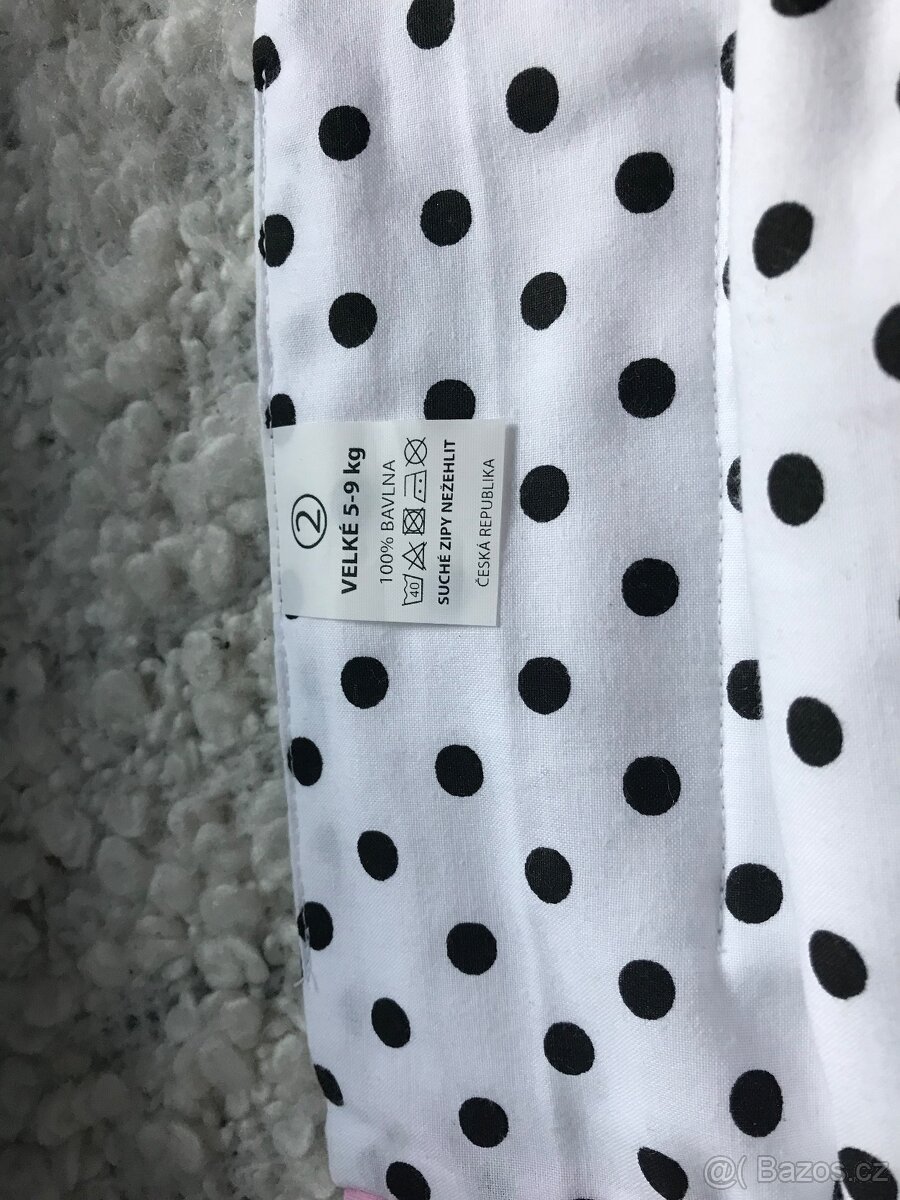 2
VELKÉ 5-9 kg
100% BAVLNA
40
SUCHÉ ZIPY NEŽEHLIT
ČESKÁ REPUBLIKA
@( Bazos.cz